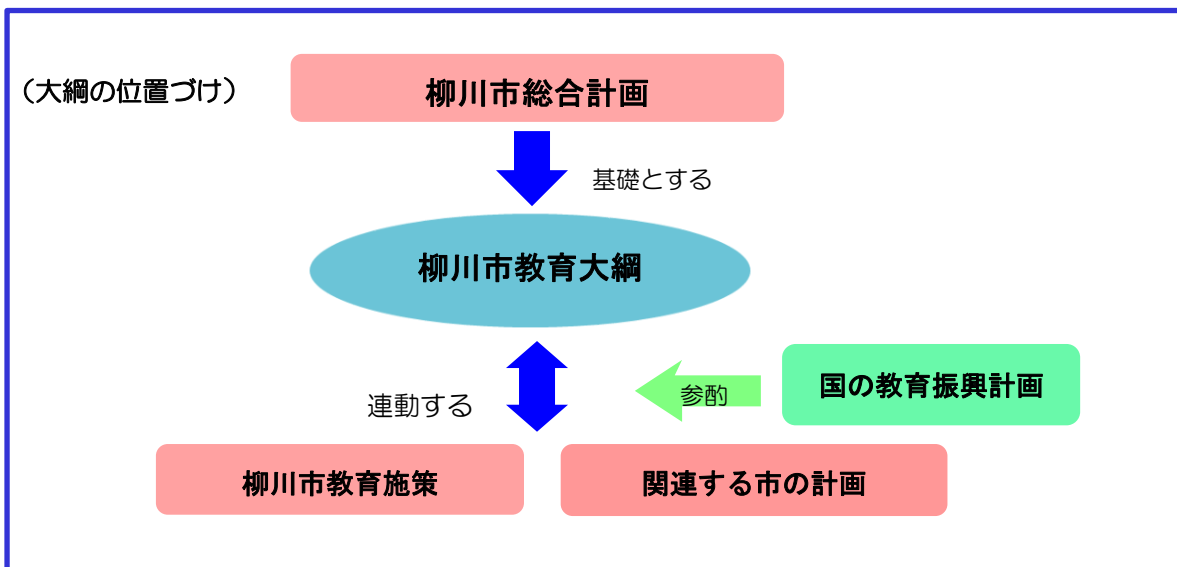 （大綱の位置づけ）
柳川市総合計画
基礎とする
柳川市教育大綱
連動する
参酌
国の教育振興計画
柳川市教育施策
関連する市の計画